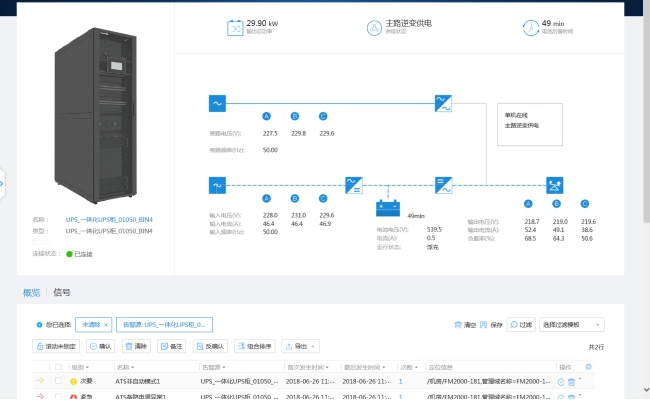 29.90 kW
输出总功率
主路逆变供电
供电状态
49 min
电池后备时间
单机在线
主路逆变供电
A B C
旁路电压(V): 227.5 229.8 229.6
旁路频率(Hz): 50.00
A B C
输入电压(V): 228.0 231.0 229.6
输入电流(A): 46.4 46.4 46.9
输入频率(Hz): 50.00
49min
电池电压(V): 539.5
电流(A): 0.5
运行状态: 浮充
A B C
输出电压(V): 218.7 219.0 219.6
输出电流(A): 52.4 49.1 38.6
负载率(%): 68.5 64.3 50.6
名称: UPS_一体化UPS柜_01050_BIN4
类型: UPS_一体化UPS柜_01050_BIN4
连接状态: 已连接
概览 信号
您已选择: 未清除 × 告警源: UPS_一体化UPS柜_0...
清空 保存 过滤 选择过滤模板
滚动未锁定 确认 清除 备注 反确认 组合排序 导出
共2行
级别 名称 告警源 首次发生时间 最后发生时间 次数 定位信息 操作
次要 ATS非自动模式1 UPS_一体化UPS柜_01050_... 2018-06-26 11:... 2018-06-26 11:... 1 /机房/FM2000-181,管理域名称=FM2000-1...
紧急 ATS备路电源异常1 UPS_一体化UPS柜_01050_... 2018-06-26 11:... 2018-06-26 11:... 1 /机房/FM2000-181,管理域名称=FM2000-1...